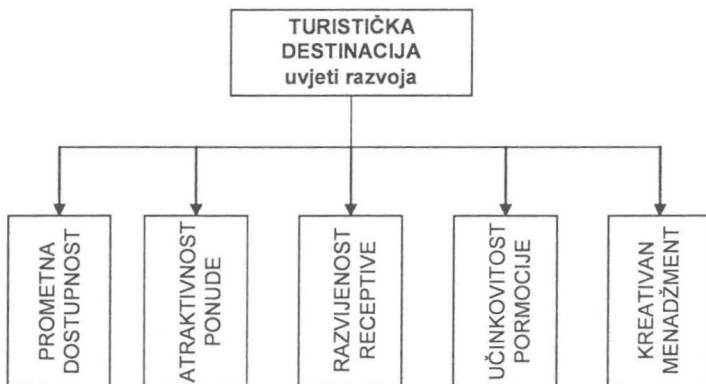 TURISTIČKA
DESTINACIJA
uvjeti razvoja
PROMETNA
DOSTUPNOST
ATRAKTIVNOST
PONUDE
RAZVIJENOST
RECEPTIVE
UČINKOVITOST
PORMOCIJE
KREATIVAN
MENADŽMENT